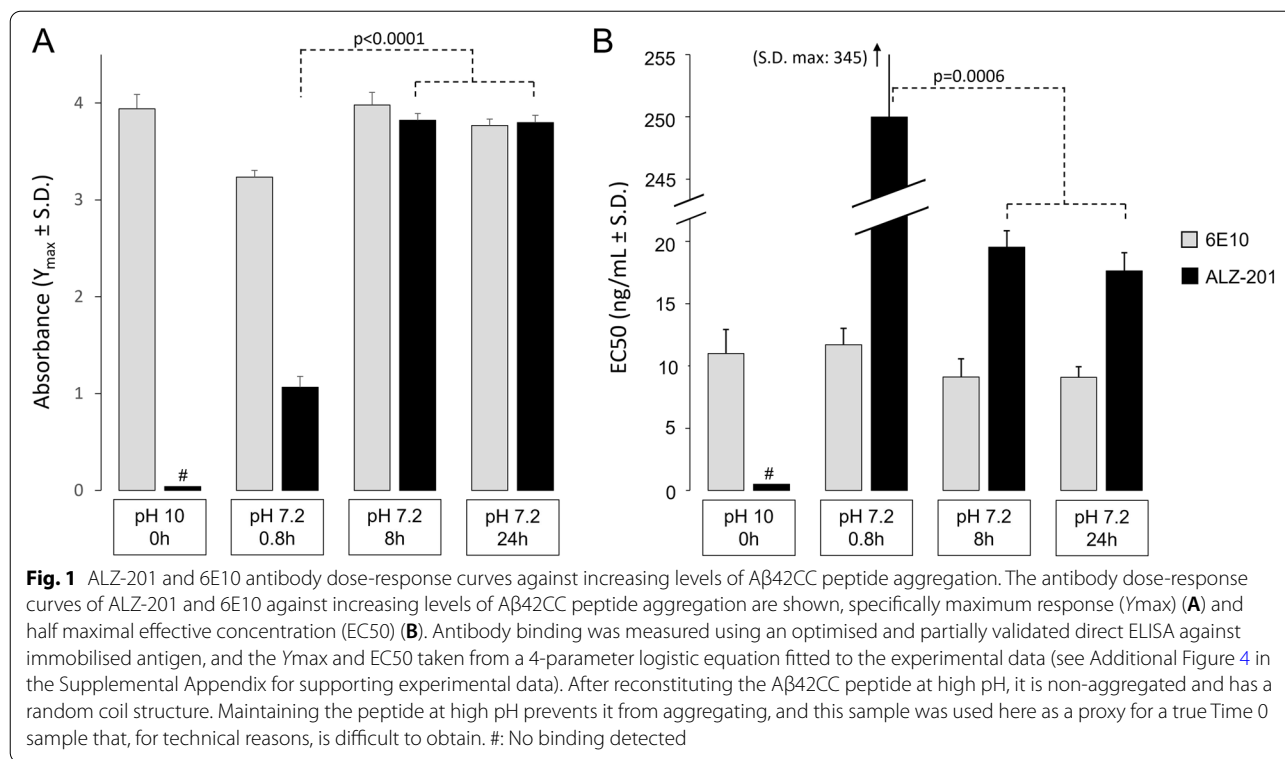 A
p<0.0001
Absorbance (Ymax ± S.D.)
4
3
2
1
0
#
pH 10
0h
pH 7.2
0.8h
pH 7.2
8h
pH 7.2
24h
B
(S.D. max: 345)
p=0.0006
EC50 (ng/mL ± S.D.)
255
250
245
20
15
10
5
0
#
pH 10
0h
pH 7.2
0.8h
pH 7.2
8h
pH 7.2
24h
6E10
ALZ-201
Fig. 1 ALZ-201 and 6E10 antibody dose-response curves against increasing levels of Aβ42CC peptide aggregation. The antibody dose-response
curves of ALZ-201 and 6E10 against increasing levels of Aβ42CC peptide aggregation are shown, specifically maximum response (Ymax) (A) and
half maximal effective concentration (EC50) (B). Antibody binding was measured using an optimised and partially validated direct ELISA against
immobilised antigen, and the Ymax and EC50 taken from a 4-parameter logistic equation fitted to the experimental data (see Additional Figure 4 in
the Supplemental Appendix for supporting experimental data). After reconstituting the Aβ42CC peptide at high pH, it is non-aggregated and has a
random coil structure. Maintaining the peptide at high pH prevents it from aggregating, and this sample was used here as a proxy for a true Time 0
sample that, for technical reasons, is difficult to obtain. #: No binding detected